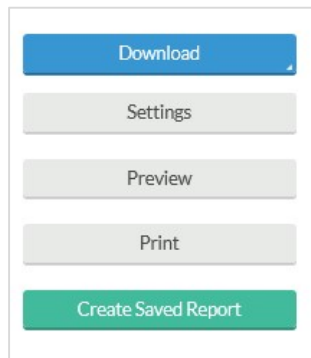 Download
Settings
Preview
Print
Create Saved Report